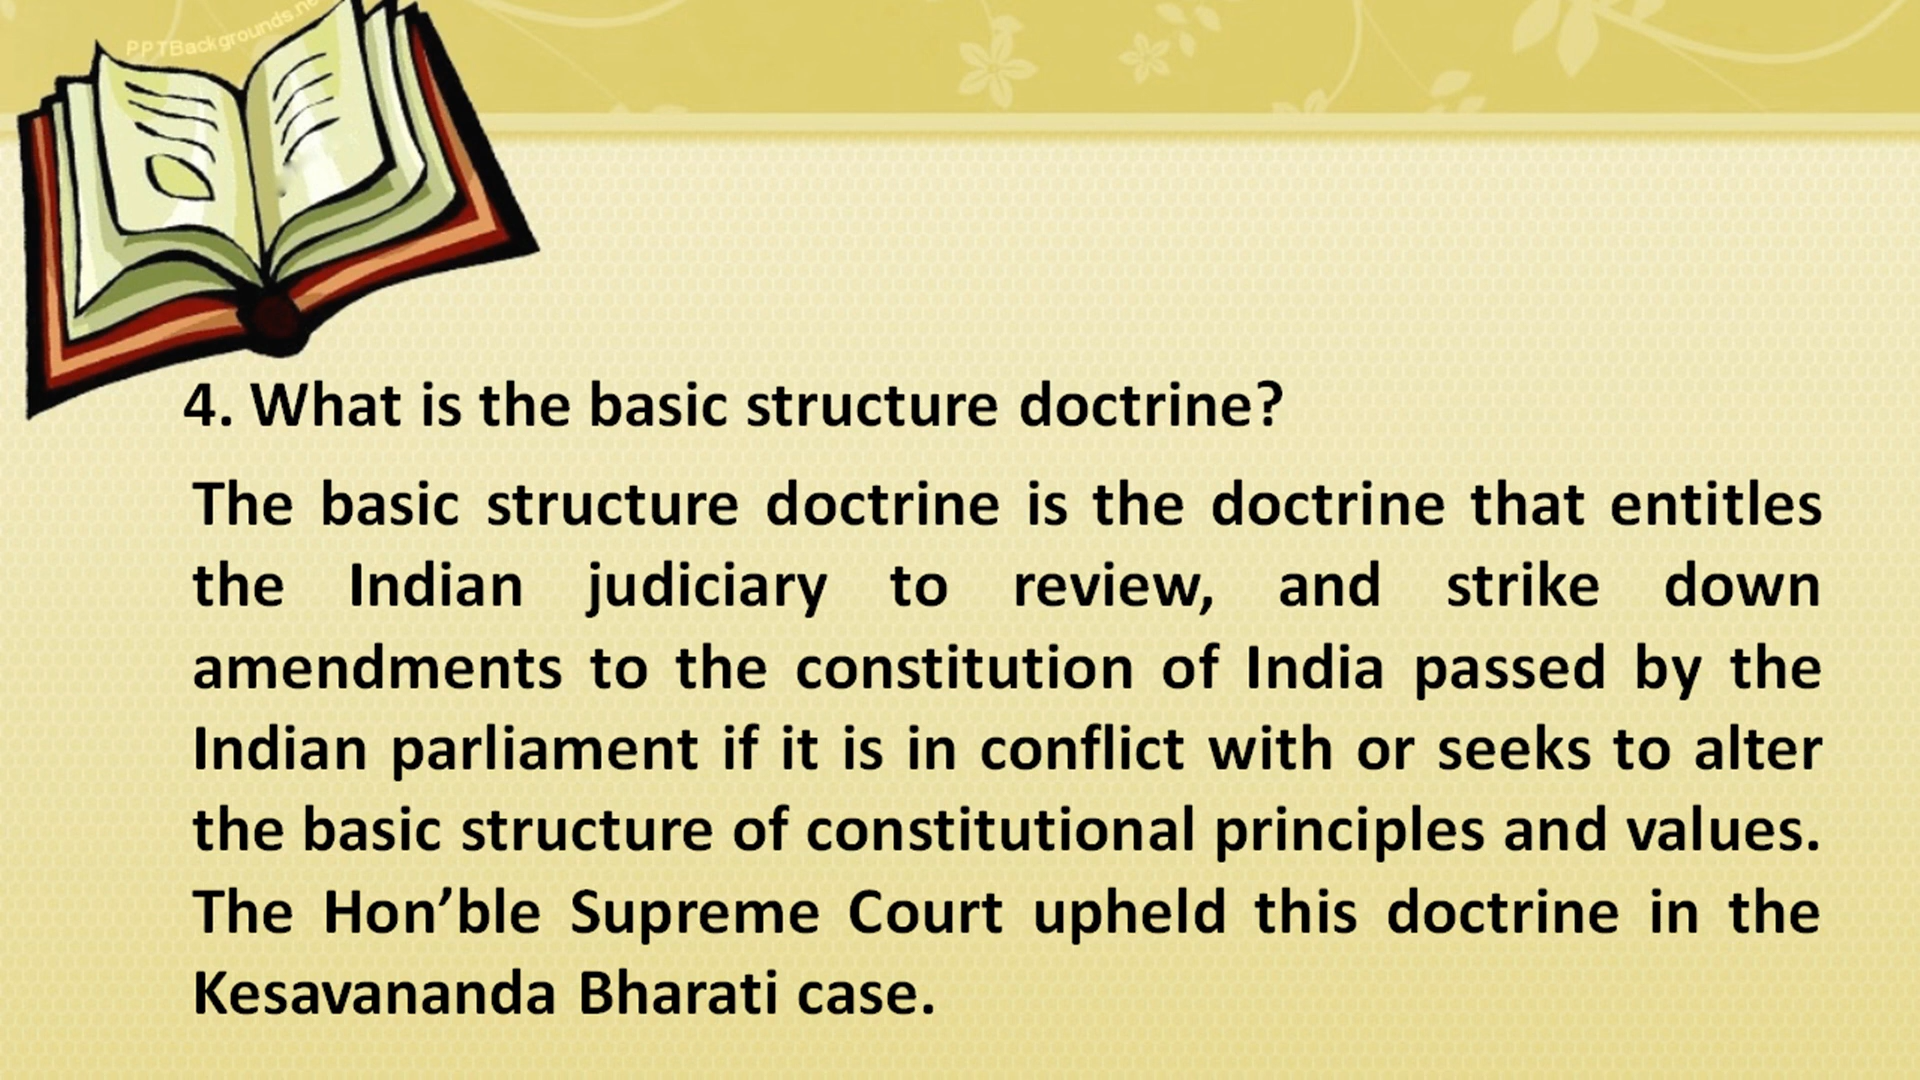 PPTBackgrounds.ne
4. What is the basic structure doctrine?
The basic structure doctrine is the doctrine that entitles
the Indian judiciary to review, and strike down
amendments to the constitution of India passed by the
Indian parliament if it is in conflict with or seeks to alter
the basic structure of constitutional principles and values.
The Hon’ble Supreme Court upheld this doctrine in the
Kesavananda Bharati case.